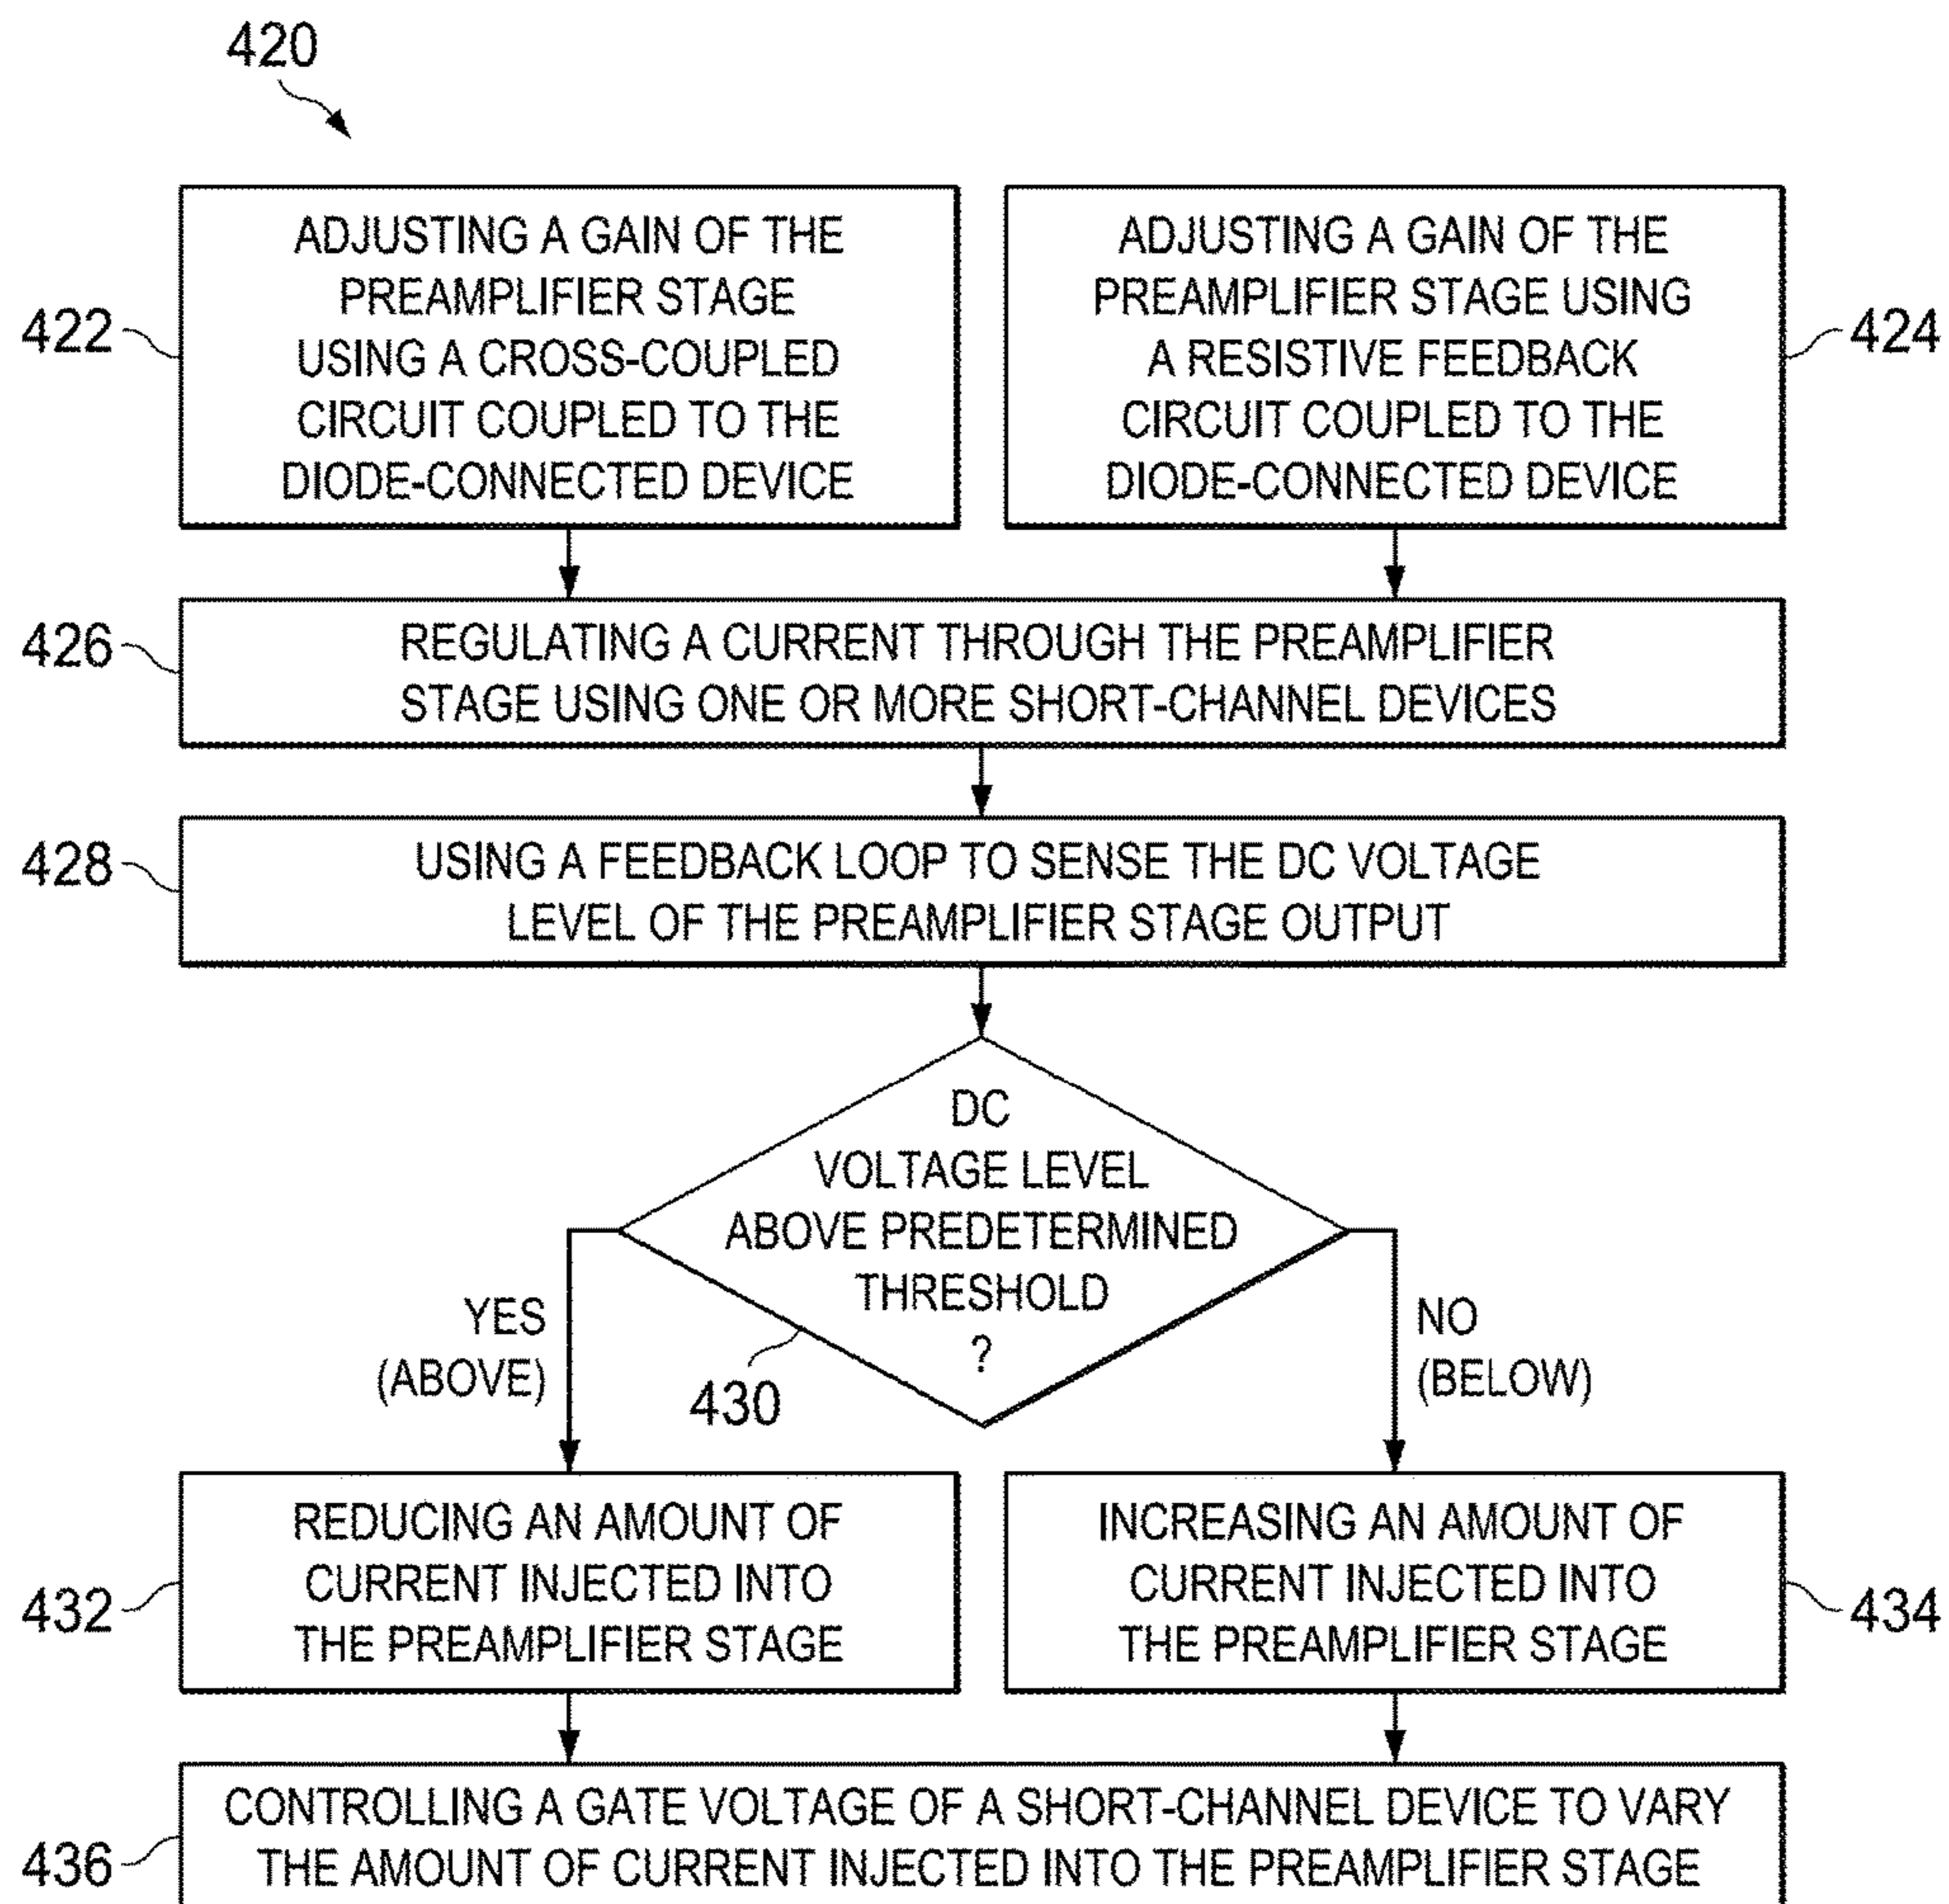 420
422
ADJUSTING A GAIN OF THE
PREAMPLIFIER STAGE
USING A CROSS-COUPLED
CIRCUIT COUPLED TO THE
DIODE-CONNECTED DEVICE
ADJUSTING A GAIN OF THE
PREAMPLIFIER STAGE USING
A RESISTIVE FEEDBACK
CIRCUIT COUPLED TO THE
DIODE-CONNECTED DEVICE
424
426
REGULATING A CURRENT THROUGH THE PREAMPLIFIER
STAGE USING ONE OR MORE SHORT-CHANNEL DEVICES
428
USING A FEEDBACK LOOP TO SENSE THE DC VOLTAGE
LEVEL OF THE PREAMPLIFIER STAGE OUTPUT
DC
VOLTAGE LEVEL
ABOVE PREDETERMINED
THRESHOLD
?
430
YES
(ABOVE)
NO
(BELOW)
432
REDUCING AN AMOUNT OF
CURRENT INJECTED INTO
THE PREAMPLIFIER STAGE
INCREASING AN AMOUNT OF
CURRENT INJECTED INTO
THE PREAMPLIFIER STAGE
434
436
CONTROLLING A GATE VOLTAGE OF A SHORT-CHANNEL DEVICE TO VARY
THE AMOUNT OF CURRENT INJECTED INTO THE PREAMPLIFIER STAGE